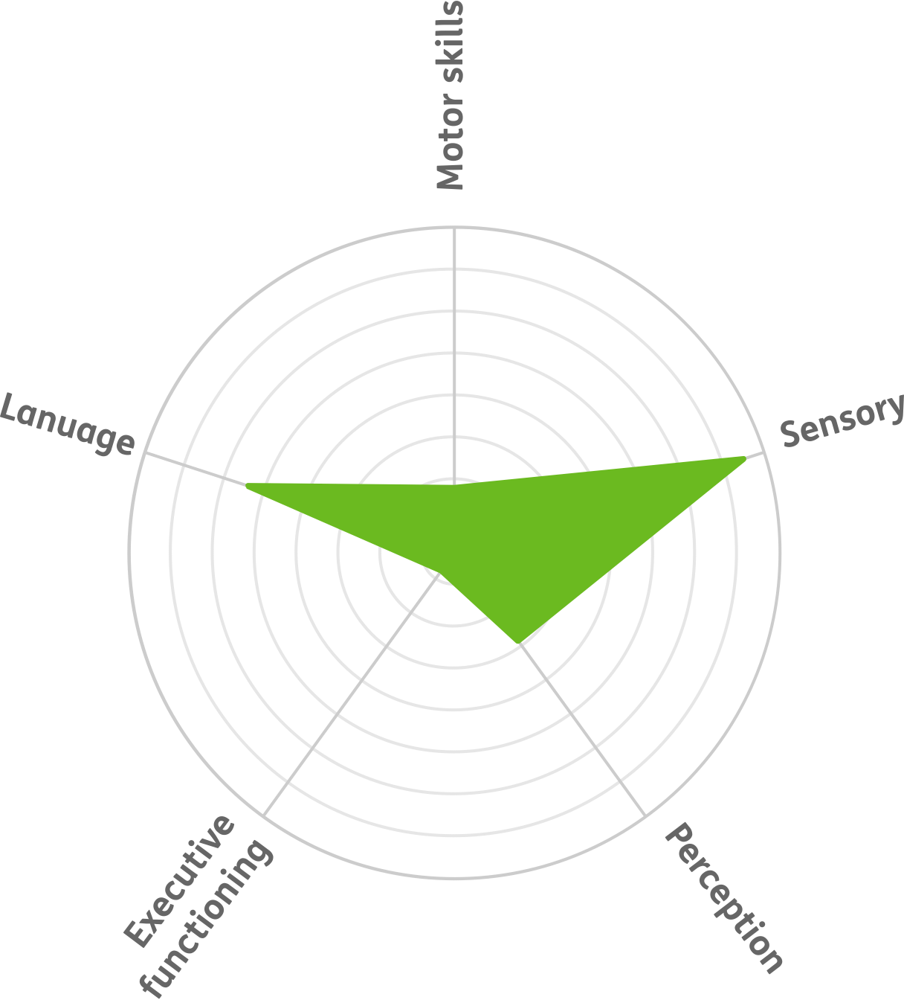 Motor skills
Sensory
Perception
Executive
functioning
Lanuage